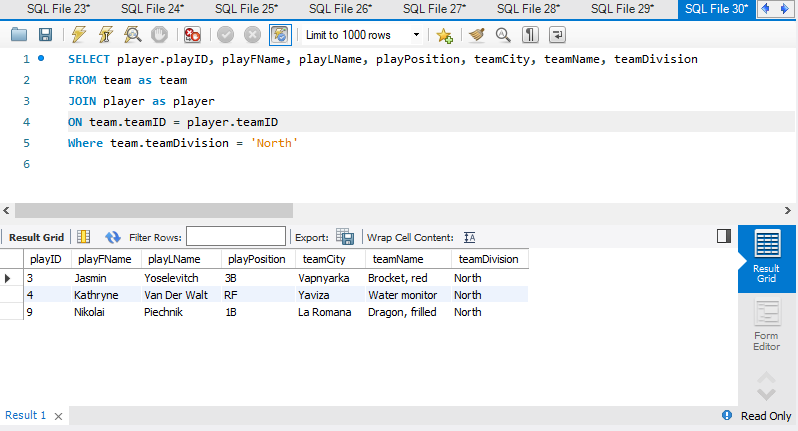 SQL File 23* SQL File 24* SQL File 25* SQL File 26* SQL File 27* SQL File 28* SQL File 29* SQL File 30*
Limit to 1000 rows
1 SELECT player.playID, playFName, playLName, playPosition, teamCity, teamName, teamDivision
2 FROM team as team
3 JOIN player as player
4 ON team.teamID = player.teamID
5 Where team.teamDivision = 'North'
6
Result Grid Filter Rows: Export: Wrap Cell Content:
playID playFName playLName playPosition teamCity teamName teamDivision
3 Jasmin Yoselevitch 3B Vapnyarka Brocket, red North
4 Kathryne Van Der Walt RF Yaviza Water monitor North
9 Nikolai Piechnik 1B La Romana Dragon, frilled North
Result
Grid
Form
Editor
Result 1 Read Only